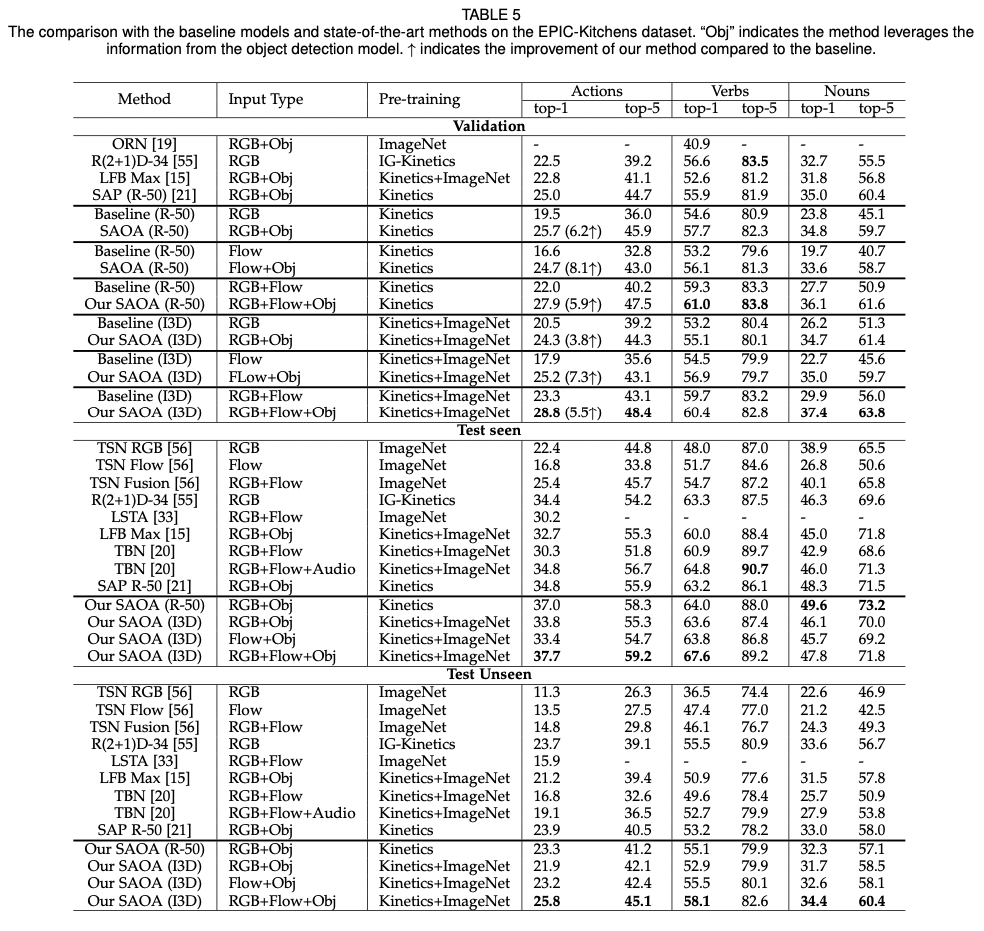 TABLE 5
The comparison with the baseline models and state-of-the-art methods on the EPIC-Kitchens dataset. “Obj” indicates the method leverages the
information from the object detection model. ↑ indicates the improvement of our method compared to the baseline.
Method Input Type Pre-training Actions Verbs Nouns
top-1 top-5 top-1 top-5 top-1 top-5
Validation
ORN [19] RGB+Obj ImageNet - - 40.9 - - -
R(2+1)D-34 [55] RGB IG-Kinetics 22.5 39.2 56.6 83.5 32.7 55.5
LFB Max [15] RGB+Obj Kinetics+ImageNet 22.8 41.1 52.6 81.2 31.8 56.8
SAP (R-50) [21] RGB+Obj Kinetics 25.0 44.7 55.9 81.9 35.0 60.4
Baseline (R-50) RGB Kinetics 19.5 36.0 54.6 80.9 23.8 45.1
SAOA (R-50) RGB+Obj Kinetics 25.7 (6.2↑) 45.9 57.7 82.3 34.8 59.7
Baseline (R-50) Flow Kinetics 16.6 32.8 53.2 79.6 19.7 40.7
SAOA (R-50) Flow+Obj Kinetics 24.7 (8.1↑) 43.0 56.1 81.3 33.6 58.7
Baseline (R-50) RGB+Flow Kinetics 22.0 40.2 59.3 83.3 27.7 50.9
Our SAOA (R-50) RGB+Flow+Obj Kinetics 27.9 (5.9↑) 47.5 61.0 83.8 36.1 61.6
Baseline (I3D) RGB Kinetics+ImageNet 20.5 39.2 53.2 80.4 26.2 51.3
Our SAOA (I3D) RGB+Obj Kinetics+ImageNet 24.3 (3.8↑) 44.3 55.1 80.1 34.7 61.4
Baseline (I3D) Flow Kinetics+ImageNet 17.9 35.6 54.5 79.9 22.7 45.6
Our SAOA (I3D) FLow+Obj Kinetics+ImageNet 25.2 (7.3↑) 43.1 56.9 79.7 35.0 59.7
Baseline (I3D) RGB+Flow Kinetics+ImageNet 23.3 43.1 59.7 83.2 29.9 56.0
Our SAOA (I3D) RGB+Flow+Obj Kinetics+ImageNet 28.8 (5.5↑) 48.4 60.4 82.8 37.4 63.8
Test seen
TSN RGB [56] RGB ImageNet 22.4 44.8 48.0 87.0 38.9 65.5
TSN Flow [56] Flow ImageNet 16.8 33.8 51.7 84.6 26.8 50.6
TSN Fusion [56] RGB+Flow ImageNet 25.4 45.7 54.7 87.2 40.1 65.8
R(2+1)D-34 [55] RGB IG-Kinetics 34.4 54.2 63.3 87.5 46.3 69.6
LSTA [33] RGB+Flow ImageNet 30.2 - - - - -
LFB Max [15] RGB+Obj Kinetics+ImageNet 32.7 55.3 60.0 88.4 45.0 71.8
TBN [20] RGB+Flow Kinetics+ImageNet 30.3 51.8 60.9 89.7 42.9 68.6
TBN [20] RGB+Flow+Audio Kinetics+ImageNet 34.8 56.7 64.8 90.7 46.0 71.3
SAP R-50 [21] RGB+Obj Kinetics 34.8 55.9 63.2 86.1 48.3 71.5
Our SAOA (R-50) RGB+Obj Kinetics 37.0 58.3 64.0 88.0 49.6 73.2
Our SAOA (I3D) RGB+Obj Kinetics+ImageNet 33.8 55.3 63.6 87.4 46.1 70.0
Our SAOA (I3D) Flow+Obj Kinetics+ImageNet 33.4 54.7 63.8 86.8 45.7 69.2
Our SAOA (I3D) RGB+Flow+Obj Kinetics+ImageNet 37.7 59.2 67.6 89.2 47.8 71.8
Test Unseen
TSN RGB [56] RGB ImageNet 11.3 26.3 36.5 74.4 22.6 46.9
TSN Flow [56] Flow ImageNet 13.5 27.5 47.4 77.0 21.2 42.5
TSN Fusion [56] RGB+Flow ImageNet 14.8 29.8 46.1 76.7 24.3 49.3
R(2+1)D-34 [55] RGB IG-Kinetics 23.7 39.1 55.5 80.9 33.6 56.7
LSTA [33] RGB+Flow ImageNet 15.9 - - - - -
LFB Max [15] RGB+Obj Kinetics+ImageNet 21.2 39.4 50.9 77.6 31.5 57.8
TBN [20] RGB+Flow Kinetics+ImageNet 16.8 32.6 49.6 78.4 25.7 50.9
TBN [20] RGB+Flow+Audio Kinetics+ImageNet 19.1 36.5 52.7 79.9 27.9 53.8
SAP R-50 [21] RGB+Obj Kinetics 23.9 40.5 53.2 78.2 33.0 58.0
Our SAOA (R-50) RGB+Obj Kinetics 23.3 41.2 55.1 79.9 32.3 57.1
Our SAOA (I3D) RGB+Obj Kinetics+ImageNet 21.9 42.1 52.9 79.9 31.7 58.5
Our SAOA (I3D) Flow+Obj Kinetics+ImageNet 23.2 42.4 55.5 80.1 32.6 58.1
Our SAOA (I3D) RGB+Flow+Obj Kinetics+ImageNet 25.8 45.1 58.1 82.6 34.4 60.4